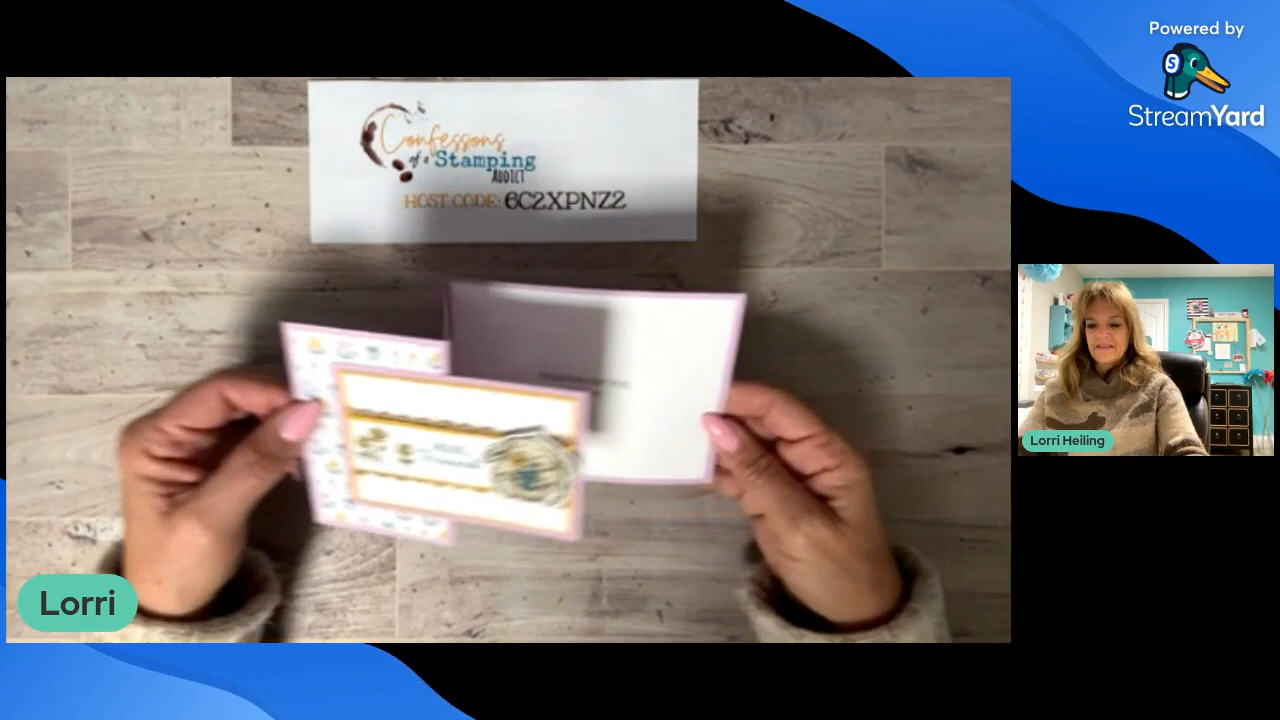 Powered by
StreamYard
Confessions
of a Stamping
ADDICT
HOST CODE: 6C2XPNZ2
Lorri Heiling
Lorri